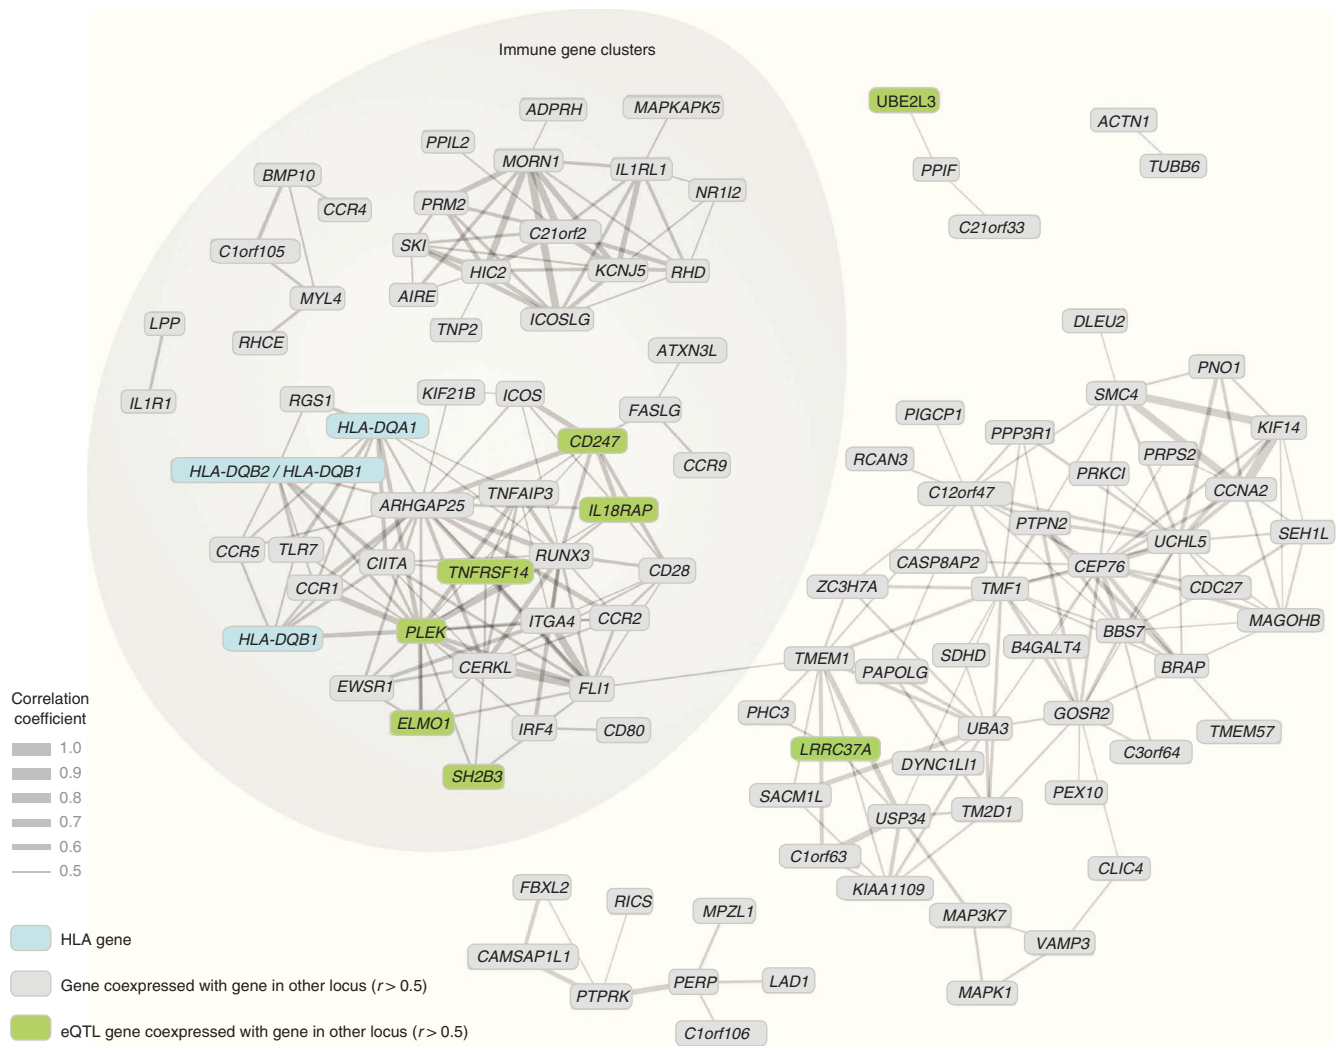 Immune gene clusters
ADPRH
MAPKAPK5
UBE2L3
ACTN1
PPIL2
MORN1
IL1RL1
PPIF
TUBB6
BMP10
NR1I2
CCR4
PRM2
C21orf2
C21orf33
C1orf105
SKI
HIC2
KCNJ5
RHD
MYL4
AIRE
ICOSLG
LPP
TNP2
DLEU2
RHCE
ATXN3L
PNO1
IL1R1
RGS1
KIF21B
ICOS
FASLG
SMC4
HLA-DQA1
CD247
PIGCP1
PPP3R1
KIF14
HLA-DQB2 / HLA-DQB1
CCR9
RCAN3
PRKCI
PRPS2
ARHGAP25
TNFAIP3
IL18RAP
C12orf47
CCNA2
PTPN2
SEH1L
CCR5
TLR7
CIITA
RUNX3
UCHL5
TNFRSF14
CD28
CASP8AP2
CEP76
CCR1
ZC3H7A
TMF1
CDC27
HLA-DQB1
PLEK
ITGA4
CCR2
BBS7
MAGOHB
CERKL
TMEM1
SDHD
B4GALT4
BRAP
EWSR1
FLI1
PAPOLG
ELMO1
IRF4
CD80
PHC3
UBA3
GOSR2
TMEM57
LRRC37A
DYNC1LI1
C3orf64
SH2B3
SACM1L
PEX10
USP34
TM2D1
C1orf63
CLIC4
KIAA1109
FBXL2
RICS
MPZL1
MAP3K7
VAMP3
CAMSAP1L1
PTPRK
PERP
LAD1
MAPK1
C1orf106
Correlation
coefficient
1.0
0.9
0.8
0.7
0.6
0.5
HLA gene
Gene coexpressed with gene in other locus (r > 0.5)
eQTL gene coexpressed with gene in other locus (r > 0.5)